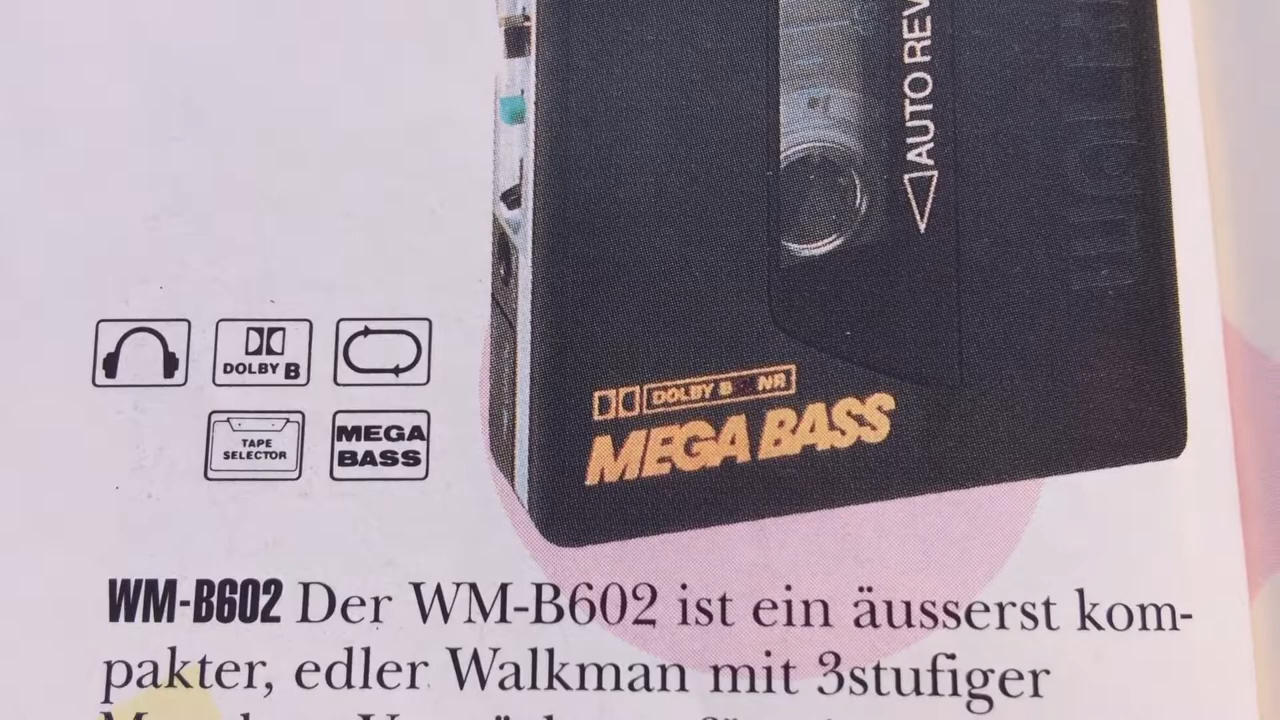 AUTO REV
DOLBY B
TAPE
SELECTOR
MEGA
BASS
DOLBY B NR
MEGA BASS
WM-B602 Der WM-B602 ist ein äusserst kom-
pakter, edler Walkman mit 3stufiger